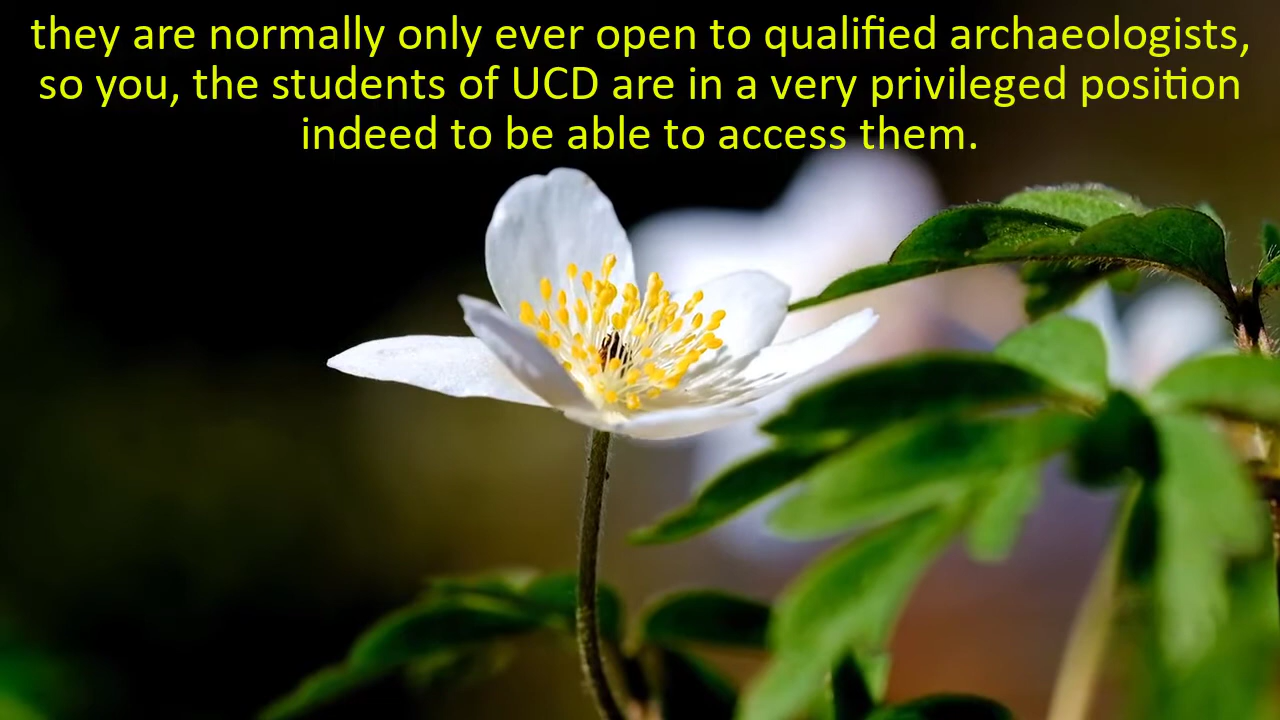 they are normally only ever open to qualified archaeologists,
so you, the students of UCD are in a very privileged position
indeed to be able to access them.